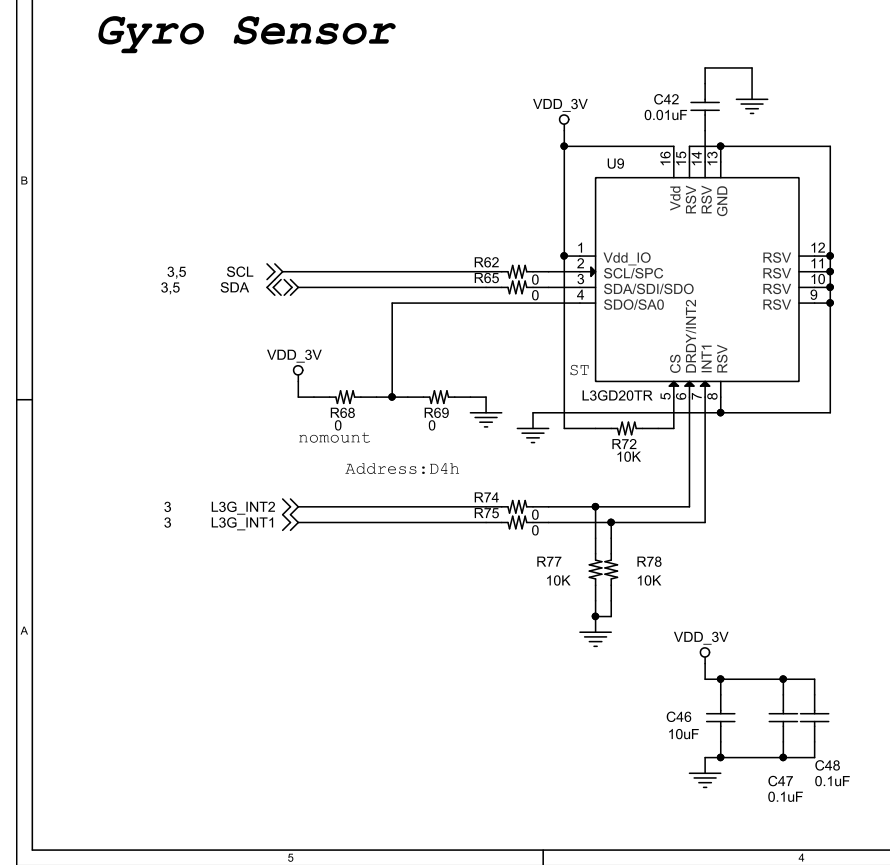 Gyro Sensor
VDD_3V
C42
0.01uF
U9
16
15
14
13
Vdd
RSV
RSV
GND
B
1
Vdd_IO
RSV
12
3,5
SCL
R62
0
2
SCL/SPC
RSV
11
3,5
SDA
R65
0
3
SDA/SDI/SDO
RSV
10
4
SDO/SA0
RSV
9
CS
DRDY/INT2
INT1
RSV
VDD_3V
ST
L3GD20TR
5
6
7
8
R68
0
nomount
R69
0
R72
10K
Address:D4h
3
L3G_INT2
R74
0
3
L3G_INT1
R75
0
R77
10K
R78
10K
A
VDD_3V
C46
10uF
C47
0.1uF
C48
0.1uF
5
4